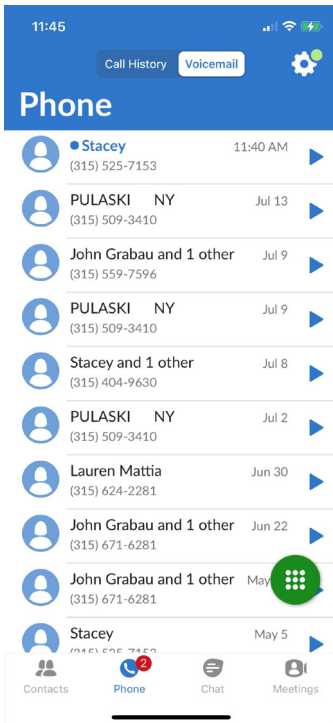 11:45
Call History Voicemail
Phone
Stacey 11:40 AM
(315) 525-7153
PULASKI NY Jul 13
(315) 509-3410
John Grabau and 1 other Jul 9
(315) 559-7596
PULASKI NY Jul 9
(315) 509-3410
Stacey and 1 other Jul 8
(315) 404-9630
PULASKI NY Jul 2
(315) 509-3410
Lauren Mattia Jun 30
(315) 624-2281
John Grabau and 1 other Jun 22
(315) 671-6281
John Grabau and 1 other May
(315) 671-6281
Stacey May 5
2
Contacts Phone Chat Meetings